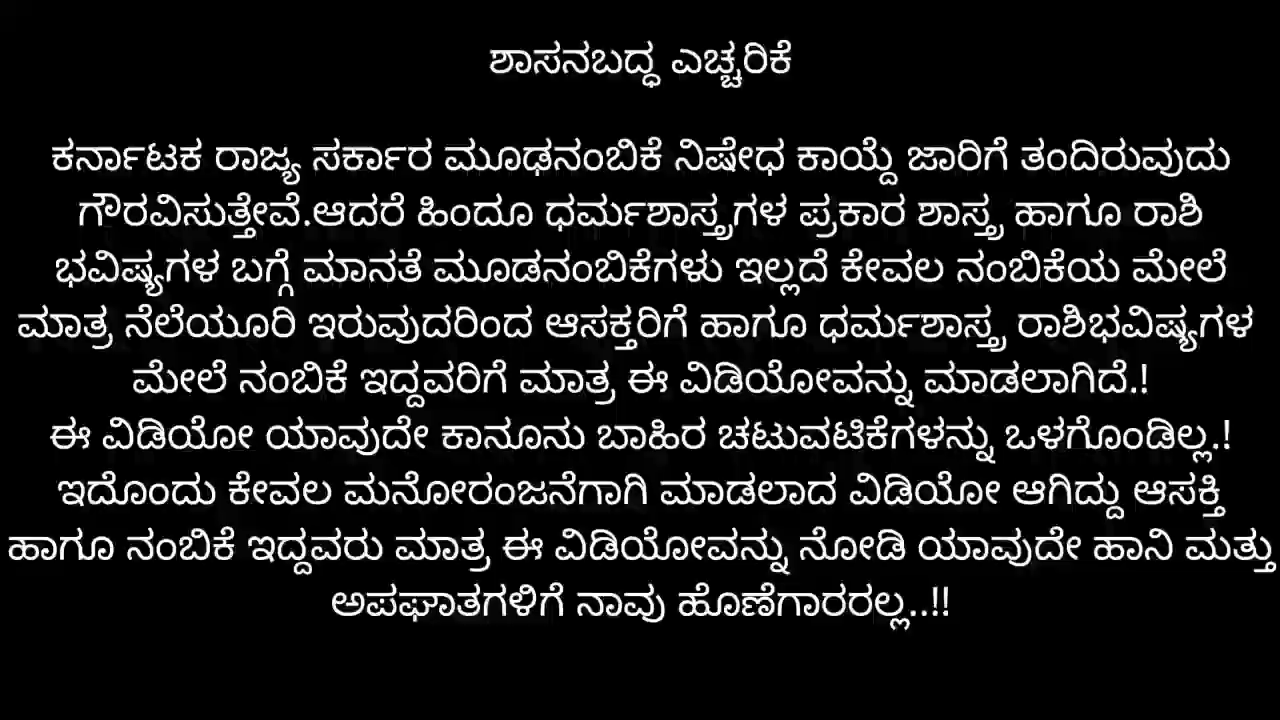 ಶಾಸನಬದ್ಧ ಎಚ್ಚರಿಕೆ
ಕರ್ನಾಟಕ ರಾಜ್ಯ ಸರ್ಕಾರ ಮೂಢನಂಬಿಕೆ ನಿಷೇಧ ಕಾಯ್ದೆ ಜಾರಿಗೆ ತಂದಿರುವುದು
ಗೌರವಿಸುತ್ತೇವೆ.ಆದರೆ ಹಿಂದೂ ಧರ್ಮಶಾಸ್ತ್ರಗಳ ಪ್ರಕಾರ ಶಾಸ್ತ್ರ ಹಾಗೂ ರಾಶಿ
ಭವಿಷ್ಯಗಳ ಬಗ್ಗೆ ಮಾನತೆ ಮೂಡನಂಬಿಕೆಗಳು ಇಲ್ಲದೆ ಕೇವಲ ನಂಬಿಕೆಯ ಮೇಲೆ
ಮಾತ್ರ ನೆಲೆಯೂರಿ ಇರುವುದರಿಂದ ಆಸಕ್ತರಿಗೆ ಹಾಗೂ ಧರ್ಮಶಾಸ್ತ್ರ ರಾಶಿಭವಿಷ್ಯಗಳ
ಮೇಲೆ ನಂಬಿಕೆ ಇದ್ದವರಿಗೆ ಮಾತ್ರ ಈ ವಿಡಿಯೋವನ್ನು ಮಾಡಲಾಗಿದೆ.!
ಈ ವಿಡಿಯೋ ಯಾವುದೇ ಕಾನೂನು ಬಾಹಿರ ಚಟುವಟಿಕೆಗಳನ್ನು ಒಳಗೊಂಡಿಲ್ಲ.!
ಇದೊಂದು ಕೇವಲ ಮನೋರಂಜನೆಗಾಗಿ ಮಾಡಲಾದ ವಿಡಿಯೋ ಆಗಿದ್ದು ಆಸಕ್ತಿ
ಹಾಗೂ ನಂಬಿಕೆ ಇದ್ದವರು ಮಾತ್ರ ಈ ವಿಡಿಯೋವನ್ನು ನೋಡಿ ಯಾವುದೇ ಹಾನಿ ಮತ್ತು
ಅಪಘಾತಗಳಿಗೆ ನಾವು ಹೊಣೆಗಾರರಲ್ಲ..!!